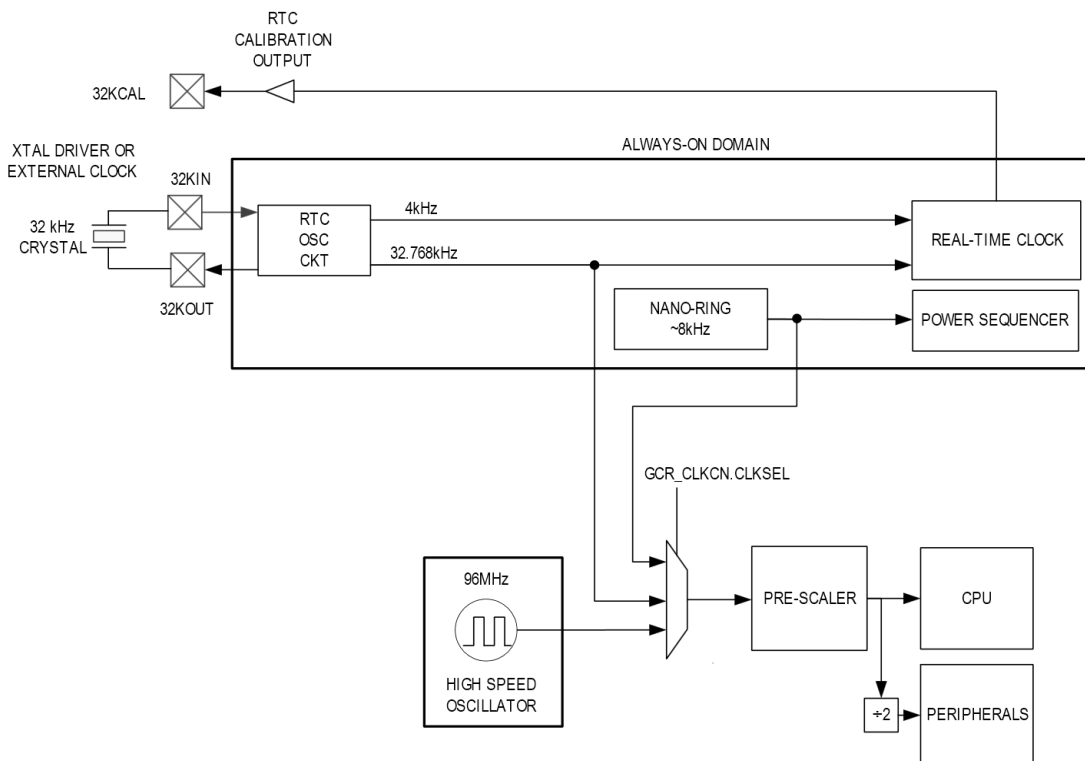 RTC
CALIBRATION
OUTPUT
32KCAL
ALWAYS-ON DOMAIN
XTAL DRIVER OR
EXTERNAL CLOCK
32KIN
32 kHz
CRYSTAL
32KOUT
RTC
OSC
CKT
4kHz
32.768kHz
REAL-TIME CLOCK
NANO-RING
~8kHz
POWER SEQUENCER
GCR_CLKCN.CLKSEL
96MHz
HIGH SPEED
OSCILLATOR
PRE-SCALER
CPU
÷2
PERIPHERALS